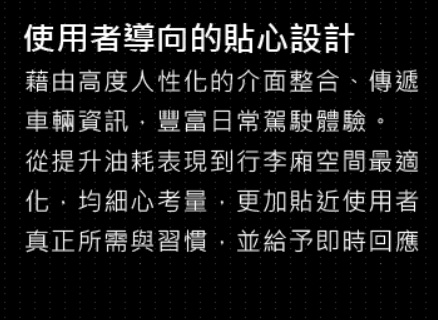 使用者導向的貼心設計
藉由高度人性化的介面整合、傳遞
車輛資訊，豐富日常駕駛體驗。
從提升油耗表現到行李廂空間最適
化，均細心考量，更加貼近使用者
真正所需與習慣，並給予即時回應